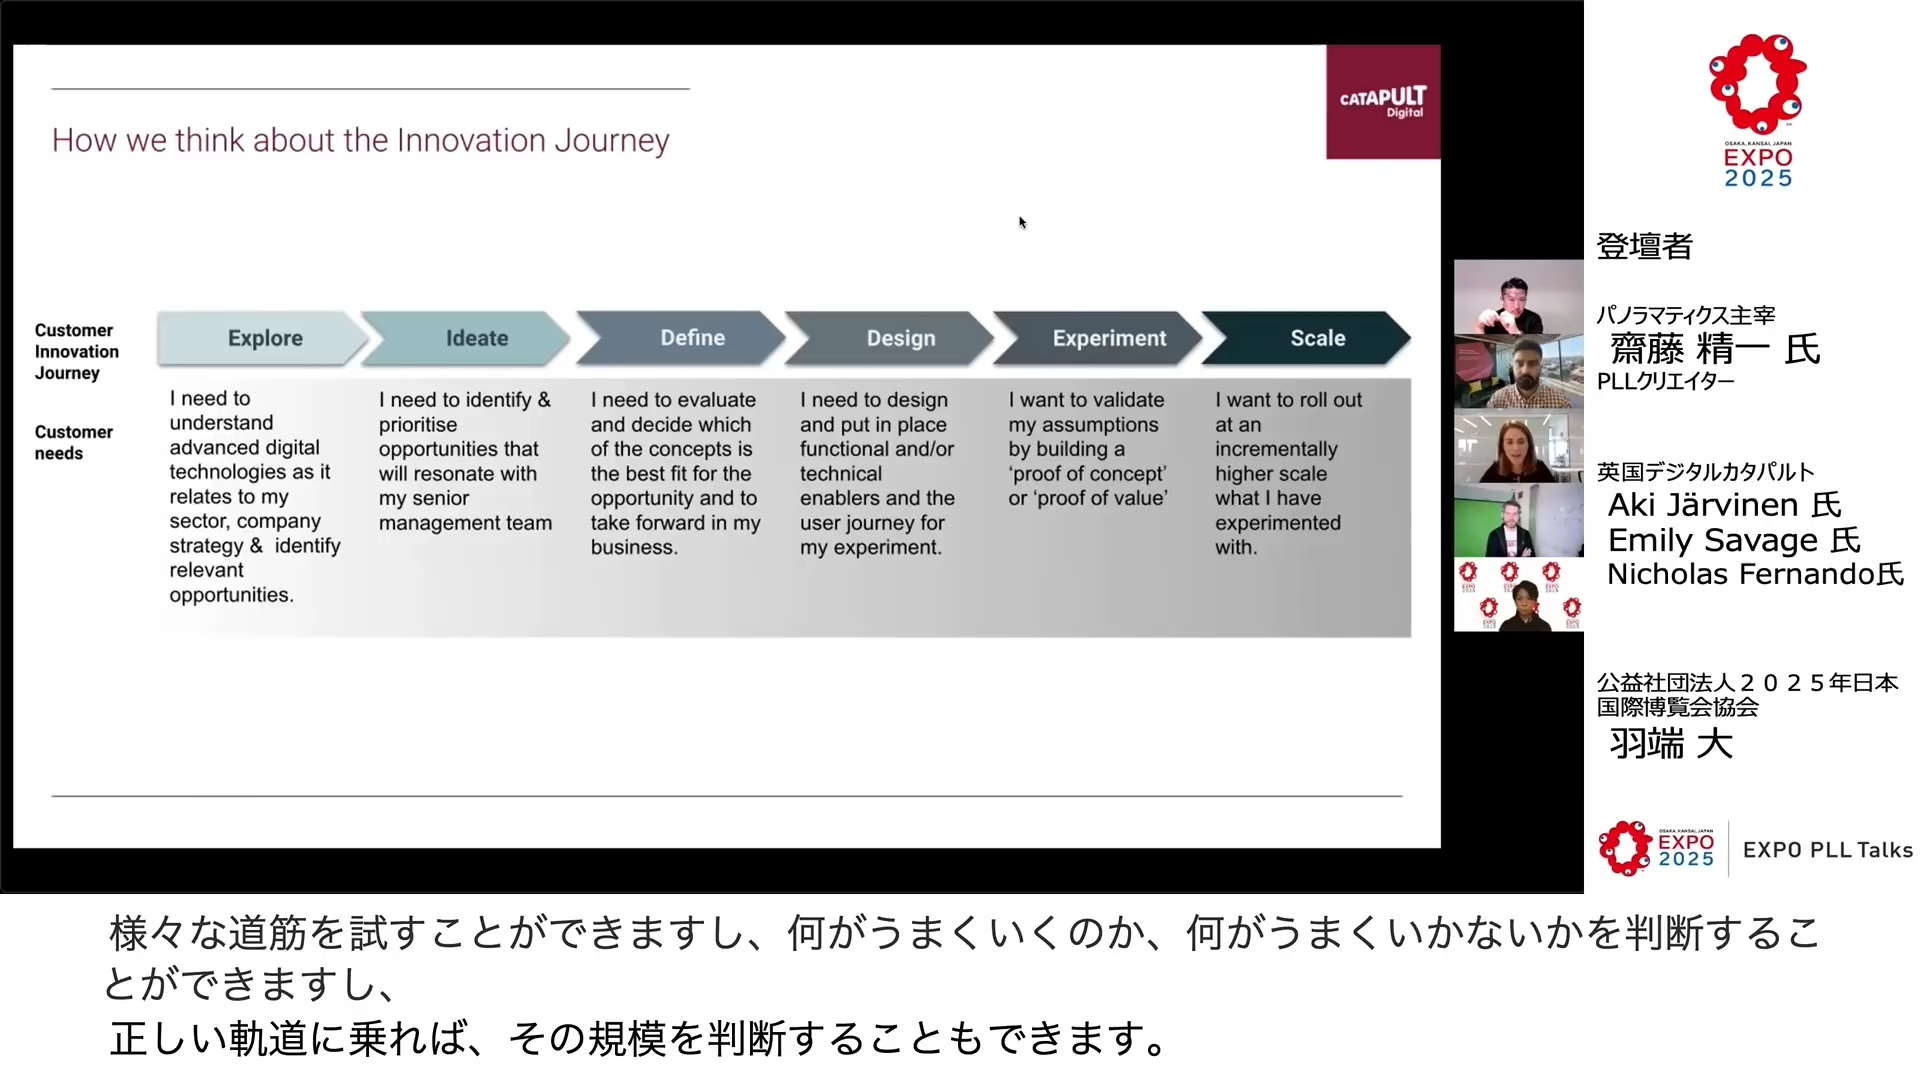 How we think about the Innovation Journey
CATAPULT
Digital
Customer
Innovation
Journey
Explore
Ideate
Define
Design
Experiment
Scale
Customer
needs
I need to
understand
advanced digital
technologies as it
relates to my
sector, company
strategy & identify
relevant
opportunities.
I need to identify &
prioritise
opportunities that
will resonate with
my senior
management team
I need to evaluate
and decide which
of the concepts is
the best fit for the
opportunity and to
take forward in my
business.
I need to design
and put in place
functional and/or
technical
enablers and the
user journey for
my experiment.
I want to validate
my assumptions
by building a
‘proof of concept’
or ‘proof of value’
I want to roll out
at an
incrementally
higher scale
what I have
experimented
with.
OSAKA, KANSAI, JAPAN
EXPO
2025
登壇者
パノラマティクス主宰
齋藤 精一 氏
PLLクリエイター
英国デジタルカタパルト
Aki Järvinen 氏
Emily Savage 氏
Nicholas Fernando氏
公益社団法人２０２５年日本
国際博覧会協会
羽端 大
OSAKA, KANSAI, JAPAN
EXPO
2025
EXPO PLL Talks
様々な道筋を試すことができますし、何がうまくいくのか、何がうまくいかないかを判断するこ
とができますし、
正しい軌道に乗れば、その規模を判断することもできます。